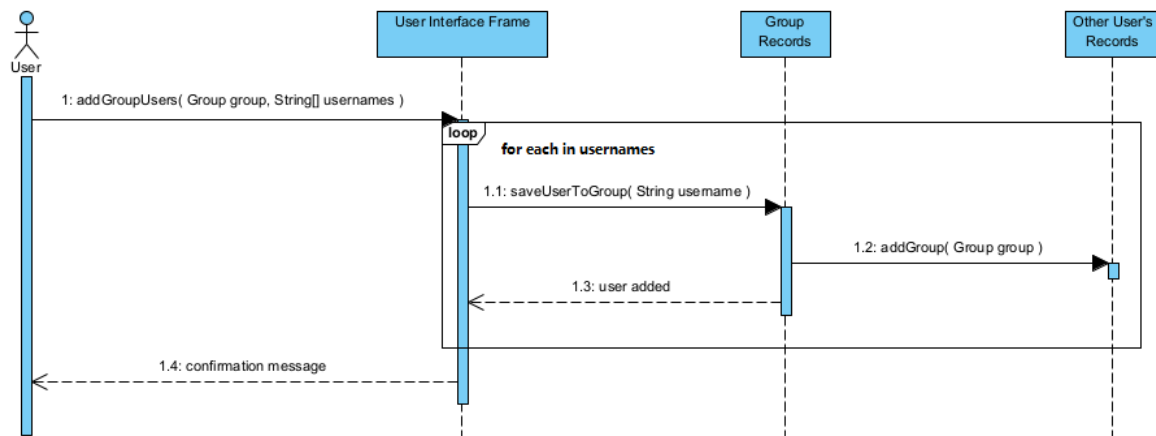 User Interface Frame
Group
Records
Other User's
Records
User
1: addGroupUsers( Group group, String[] usernames )
loop
for each in usernames
1.1: saveUserToGroup( String username )
1.2: addGroup( Group group )
1.3: user added
1.4: confirmation message